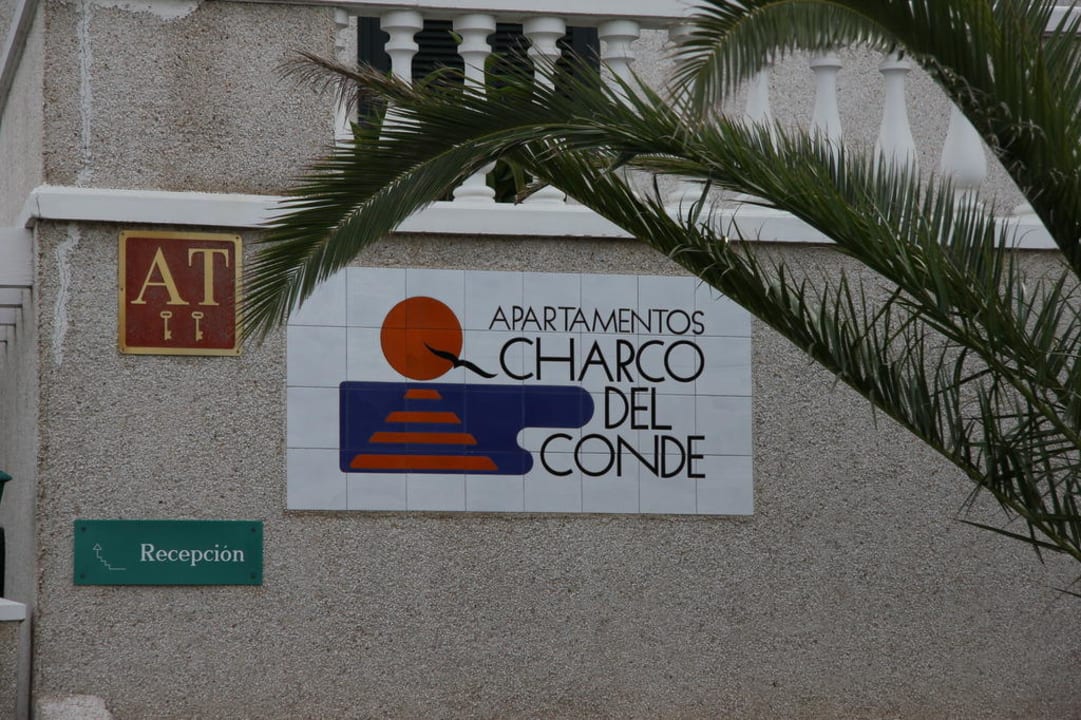 AT
APARTAMENTOS
CHARCO
DEL
CONDE
Recepción